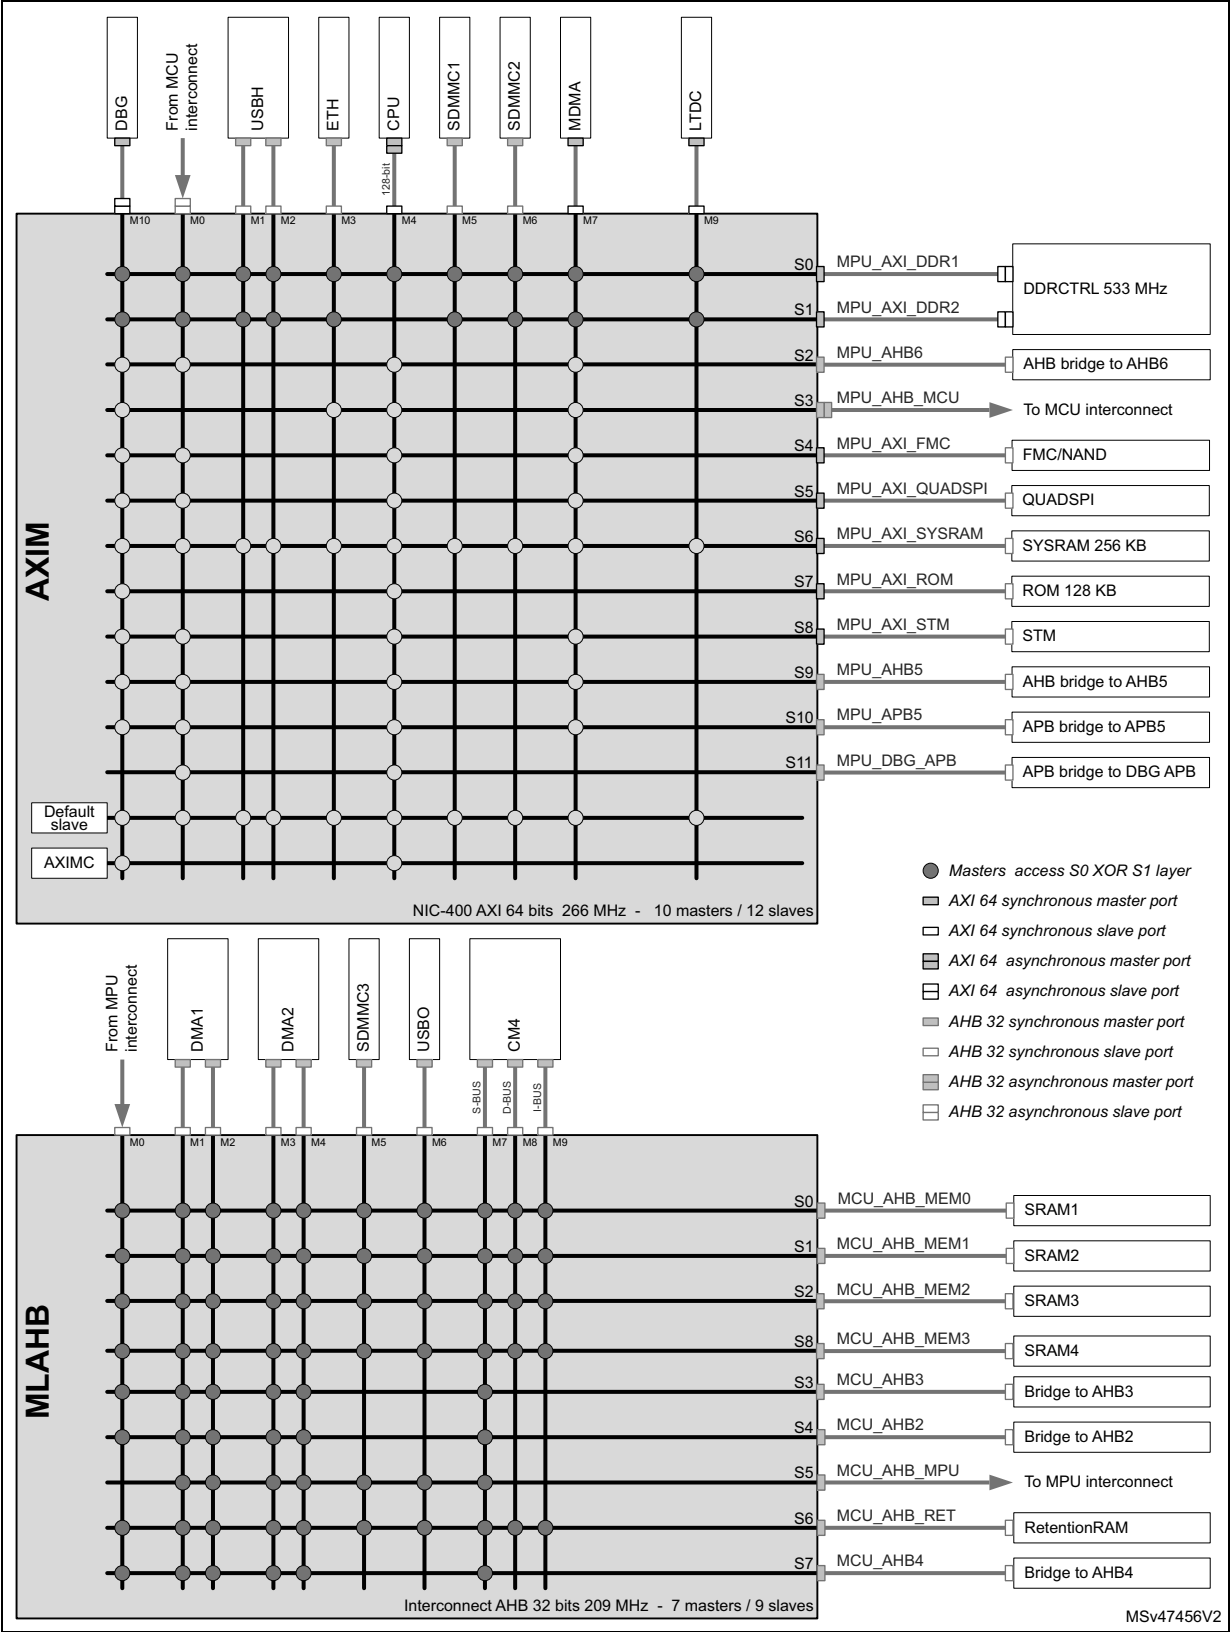 DBG
From MCU
interconnect
USBH
ETH
CPU
SDMMC1
SDMMC2
MDMA
LTDC
128-bit
M10
M0
M1
M2
M3
M4
M5
M6
M7
M9
AXIM
S0
MPU_AXI_DDR1
DDRCTRL 533 MHz
S1
MPU_AXI_DDR2
S2
MPU_AHB6
AHB bridge to AHB6
S3
MPU_AHB_MCU
To MCU interconnect
S4
MPU_AXI_FMC
FMC/NAND
S5
MPU_AXI_QUADSPI
QUADSPI
S6
MPU_AXI_SYSRAM
SYSRAM 256 KB
S7
MPU_AXI_ROM
ROM 128 KB
S8
MPU_AXI_STM
STM
S9
MPU_AHB5
AHB bridge to AHB5
S10
MPU_APB5
APB bridge to APB5
S11
MPU_DBG_APB
APB bridge to DBG APB
Default
slave
AXIMC
NIC-400 AXI 64 bits 266 MHz - 10 masters / 12 slaves
Masters access S0 XOR S1 layer
AXI 64 synchronous master port
AXI 64 synchronous slave port
AXI 64 asynchronous master port
AXI 64 asynchronous slave port
AHB 32 synchronous master port
AHB 32 synchronous slave port
AHB 32 asynchronous master port
AHB 32 asynchronous slave port
From MPU
interconnect
DMA1
DMA2
SDMMC3
USBO
CM4
S-BUS
D-BUS
I-BUS
M0
M1
M2
M3
M4
M5
M6
M7
M8
M9
MLAHB
S0
MCU_AHB_MEM0
SRAM1
S1
MCU_AHB_MEM1
SRAM2
S2
MCU_AHB_MEM2
SRAM3
S8
MCU_AHB_MEM3
SRAM4
S3
MCU_AHB3
Bridge to AHB3
S4
MCU_AHB2
Bridge to AHB2
S5
MCU_AHB_MPU
To MPU interconnect
S6
MCU_AHB_RET
RetentionRAM
S7
MCU_AHB4
Bridge to AHB4
Interconnect AHB 32 bits 209 MHz - 7 masters / 9 slaves
MSv47456V2